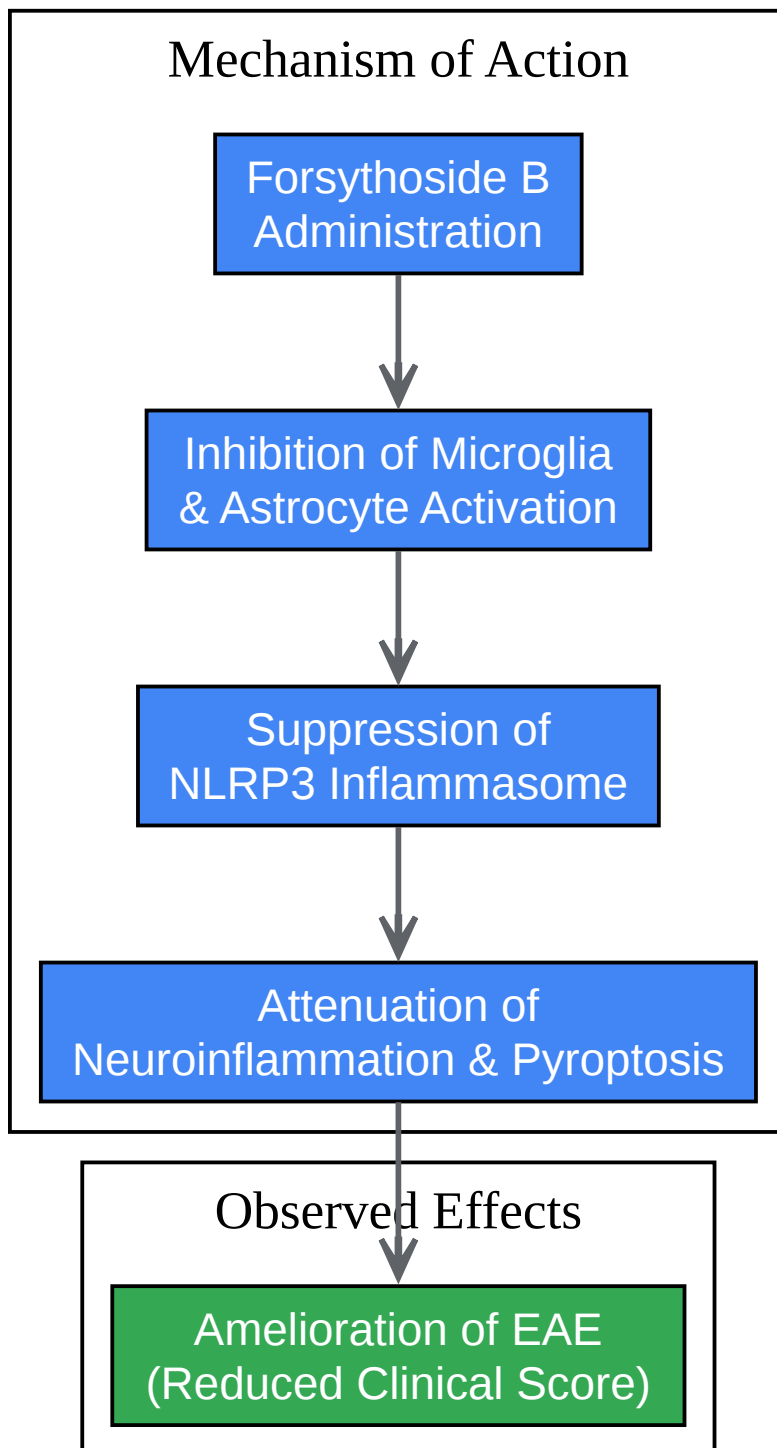 Mechanism of Action
Forsythoside B
Administration
Inhibition of Microglia
& Astrocyte Activation
Suppression of
NLRP3 Inflammasome
Attenuation of
Neuroinflammation & Pyroptosis
Observed Effects
Amelioration of EAE
(Reduced Clinical Score)